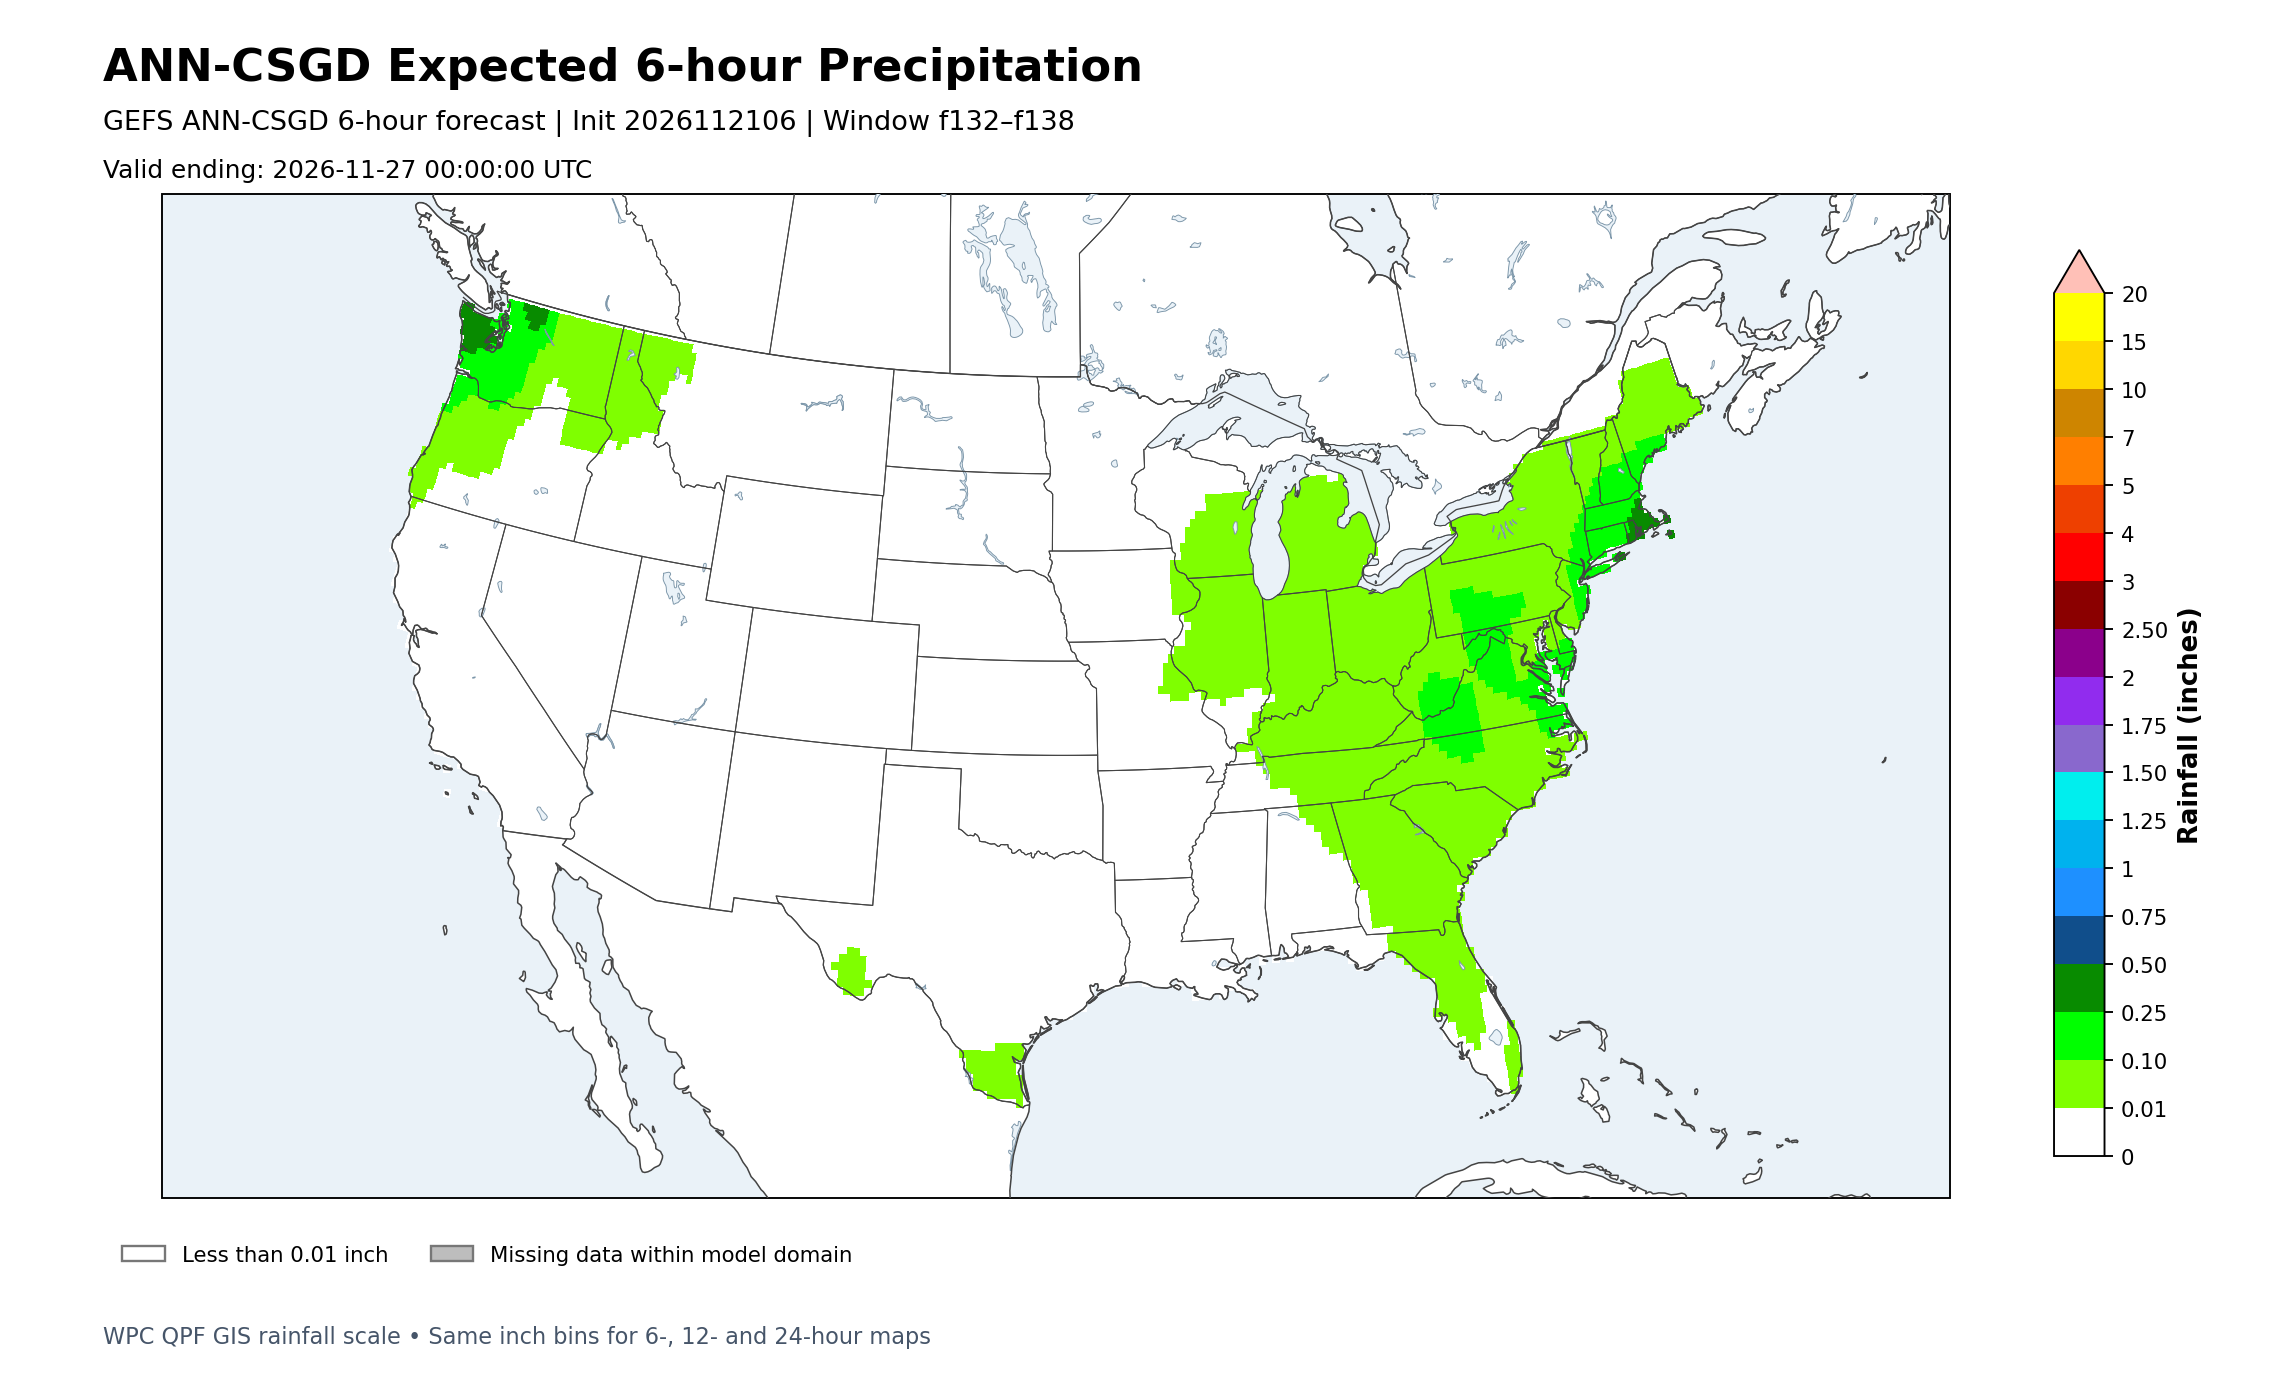 ANN-CSGD Expected 6-hour Precipitation
GEFS ANN-CSGD 6-hour forecast | Init 2026112106 | Window f132–f138
Valid ending: 2026-11-27 00:00:00 UTC
20
15
10
7
5
4
3
2.50
2
1.75
1.50
1.25
1
0.75
0.50
0.25
0.10
0.01
0
Rainfall (inches)
Less than 0.01 inch
Missing data within model domain
WPC QPF GIS rainfall scale • Same inch bins for 6-, 12- and 24-hour maps